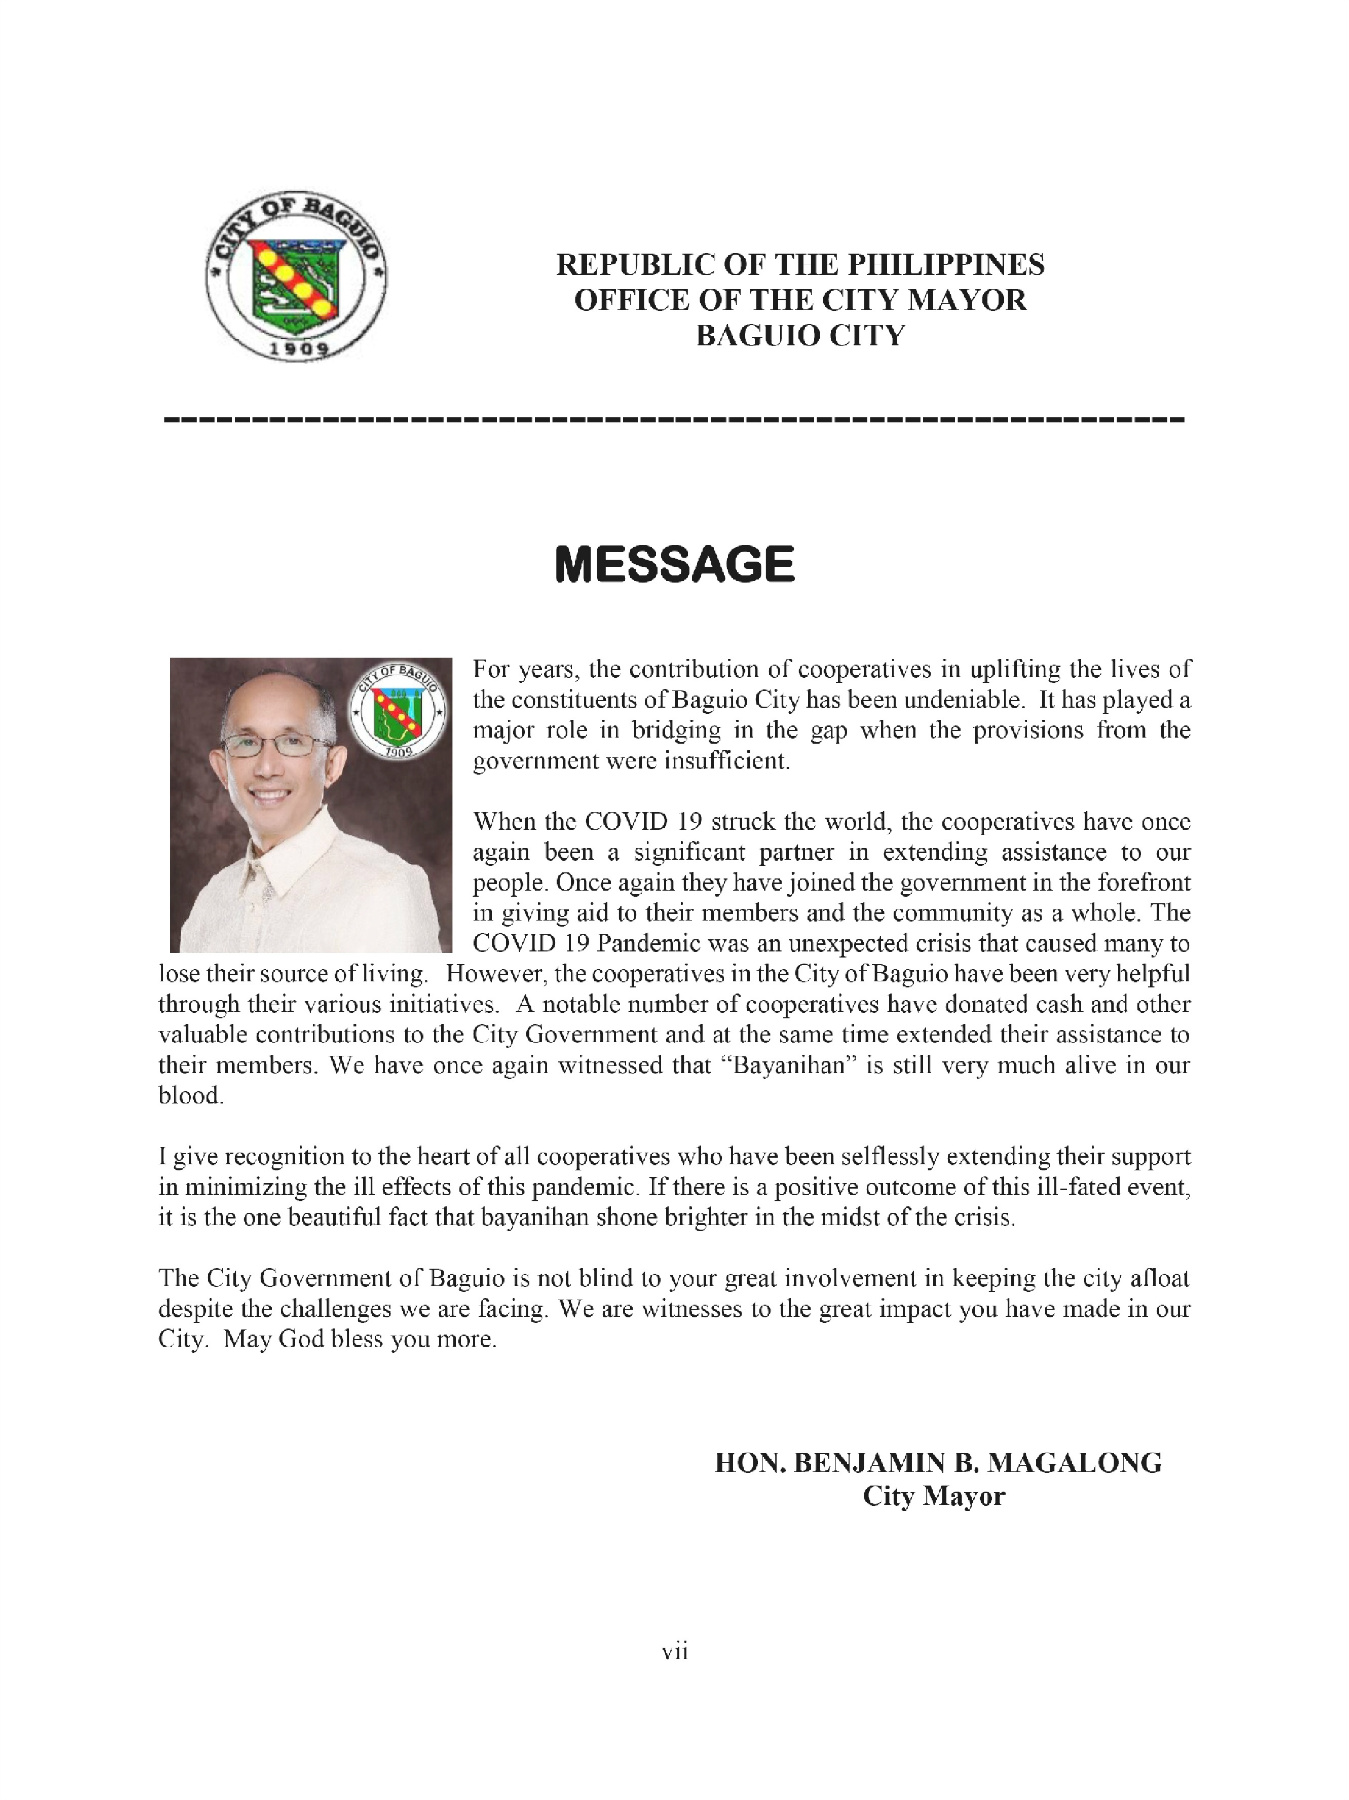 CITY OF BAGUIO
1909
REPUBLIC OF THE PHILIPPINES
OFFICE OF THE CITY MAYOR
BAGUIO CITY
MESSAGE
CITY OF BAGUIO
1909
For years, the contribution of cooperatives in uplifting the lives of
the constituents of Baguio City has been undeniable. It has played a
major role in bridging in the gap when the provisions from the
government were insufficient.
When the COVID 19 struck the world, the cooperatives have once
again been a significant partner in extending assistance to our
people. Once again they have joined the government in the forefront
in giving aid to their members and the community as a whole. The
COVID 19 Pandemic was an unexpected crisis that caused many to
lose their source of living. However, the cooperatives in the City of Baguio have been very helpful
through their various initiatives. A notable number of cooperatives have donated cash and other
valuable contributions to the City Government and at the same time extended their assistance to
their members. We have once again witnessed that “Bayanihan” is still very much alive in our
blood.
I give recognition to the heart of all cooperatives who have been selflessly extending their support
in minimizing the ill effects of this pandemic. If there is a positive outcome of this ill-fated event,
it is the one beautiful fact that bayanihan shone brighter in the midst of the crisis.
The City Government of Baguio is not blind to your great involvement in keeping the city afloat
despite the challenges we are facing. We are witnesses to the great impact you have made in our
City. May God bless you more.
HON. BENJAMIN B. MAGALONG
City Mayor
vii